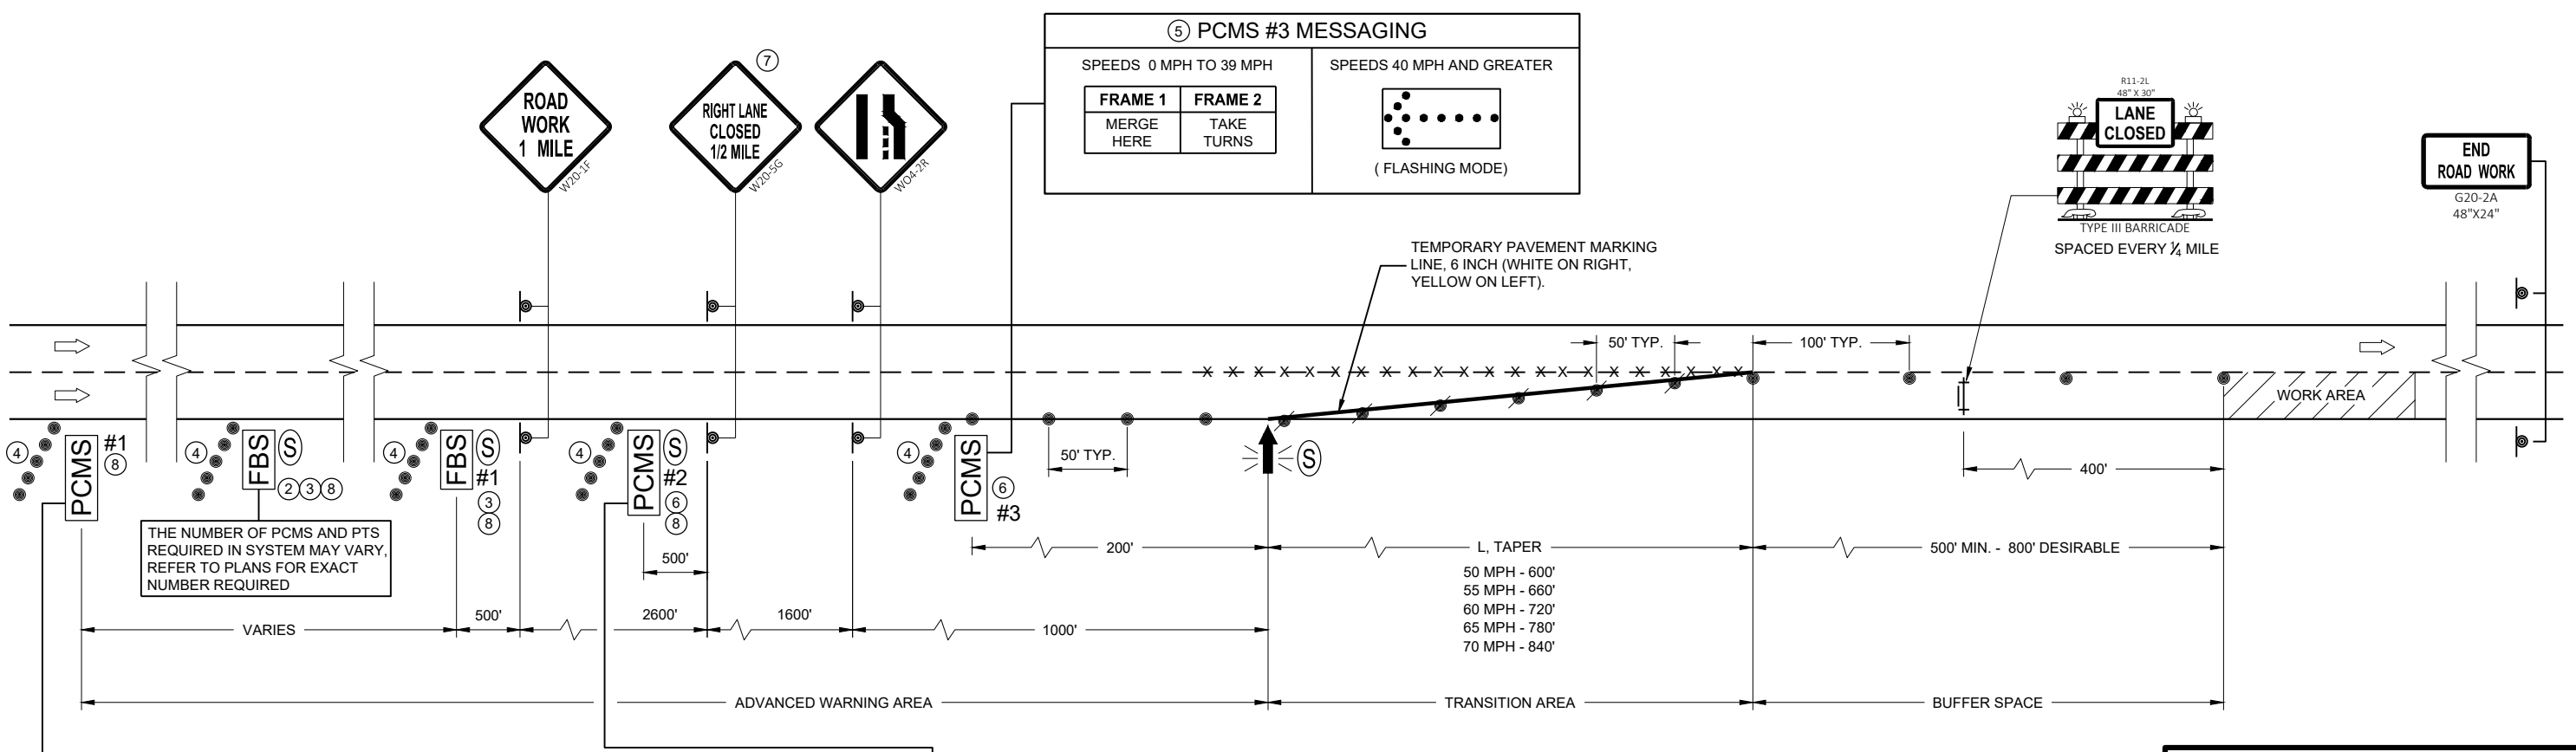 ⑤ PCMS #3 MESSAGING
SPEEDS 0 MPH TO 39 MPH
FRAME 1 FRAME 2
MERGE HERE
TAKE TURNS
SPEEDS 40 MPH AND GREATER
( FLASHING MODE)
ROAD
WORK
1 MILE
W20-1F
⑦
RIGHT LANE
CLOSED
1/2 MILE
W20-5G
WO4-2R
R11-2L
48" X 30"
LANE
CLOSED
TYPE III BARRICADE
SPACED EVERY ¼ MILE
END
ROAD WORK
G20-2A
48"X24"
TEMPORARY PAVEMENT MARKING
LINE, 6 INCH (WHITE ON RIGHT,
YELLOW ON LEFT).
50' TYP.
100' TYP.
X X X X X X X X X X X X X X X X X X X X X X
WORK AREA
④
PCMS
#1
⑧
④
FBS
S
② ③ ⑧
④
FBS
S
#1
③
⑧
④
PCMS
S
#2
⑥
⑧
④
PCMS
⑥
#3
50' TYP.
S
400'
THE NUMBER OF PCMS AND PTS
REQUIRED IN SYSTEM MAY VARY,
REFER TO PLANS FOR EXACT
NUMBER REQUIRED
500'
200'
L, TAPER
500' MIN. - 800' DESIRABLE
50 MPH - 600'
55 MPH - 660'
60 MPH - 720'
65 MPH - 780'
70 MPH - 840'
VARIES
500'
2600'
1600'
1000'
ADVANCED WARNING AREA
TRANSITION AREA
BUFFER SPACE